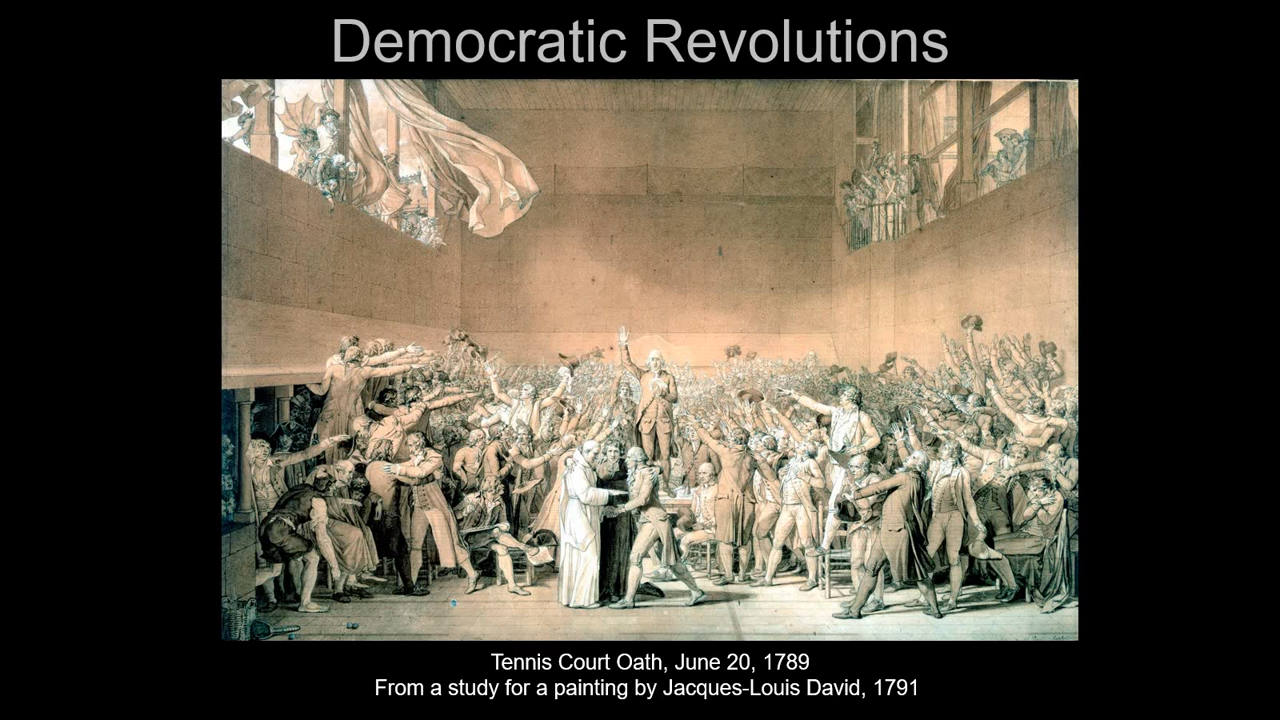 Democratic Revolutions
Tennis Court Oath, June 20, 1789
From a study for a painting by Jacques-Louis David, 1791